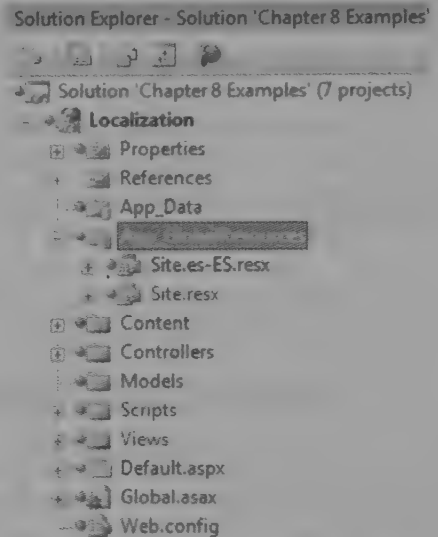 Solution Explorer - Solution 'Chapter 8 Examples'
Solution 'Chapter 8 Examples' (7 projects)
Localization
Properties
References
App_Data
Site.es-ES.resx
Site.resx
Content
Controllers
Models
Scripts
Views
Default.aspx
Global.asax
Web.config